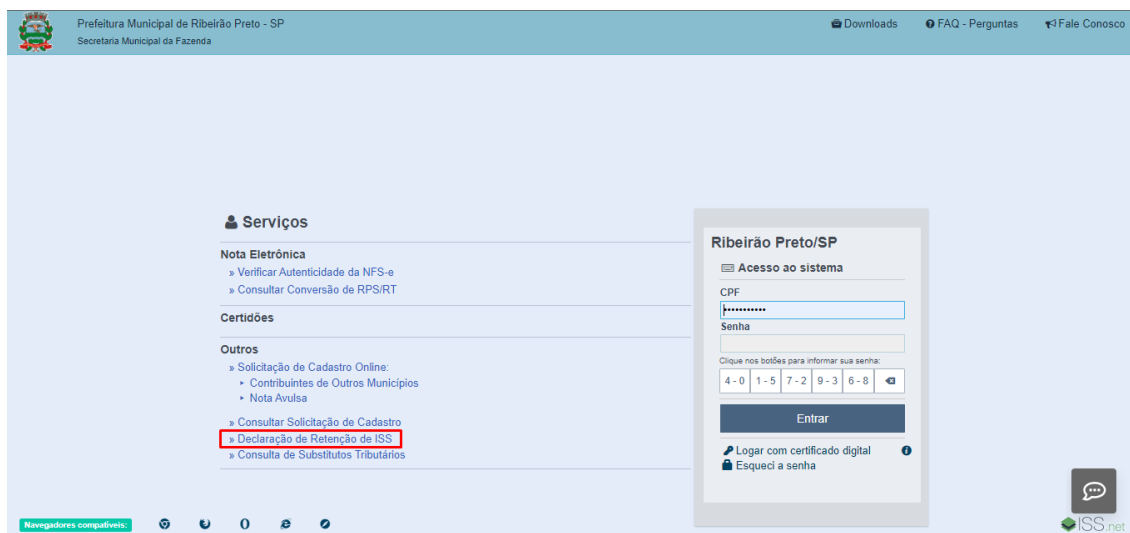 Prefeitura Municipal de Ribeirão Preto - SP
Secretaria Municipal da Fazenda
Downloads
FAQ - Perguntas
Fale Conosco
Serviços
Nota Eletrônica
» Verificar Autenticidade da NFS-e
» Consultar Conversão de RPS/RT
Certidões
Outros
» Solicitação de Cadastro Online:
‣ Contribuintes de Outros Municípios
‣ Nota Avulsa
» Consultar Solicitação de Cadastro
» Declaração de Retenção de ISS
» Consulta de Substitutos Tributários
Ribeirão Preto/SP
Acesso ao sistema
CPF
•••••••••••
Senha
Clique nos botões para informar sua senha:
4 - 0 1 - 5 7 - 2 9 - 3 6 - 8
Entrar
Logar com certificado digital
Esqueci a senha
Navegadores compatíveis:
ISS.net